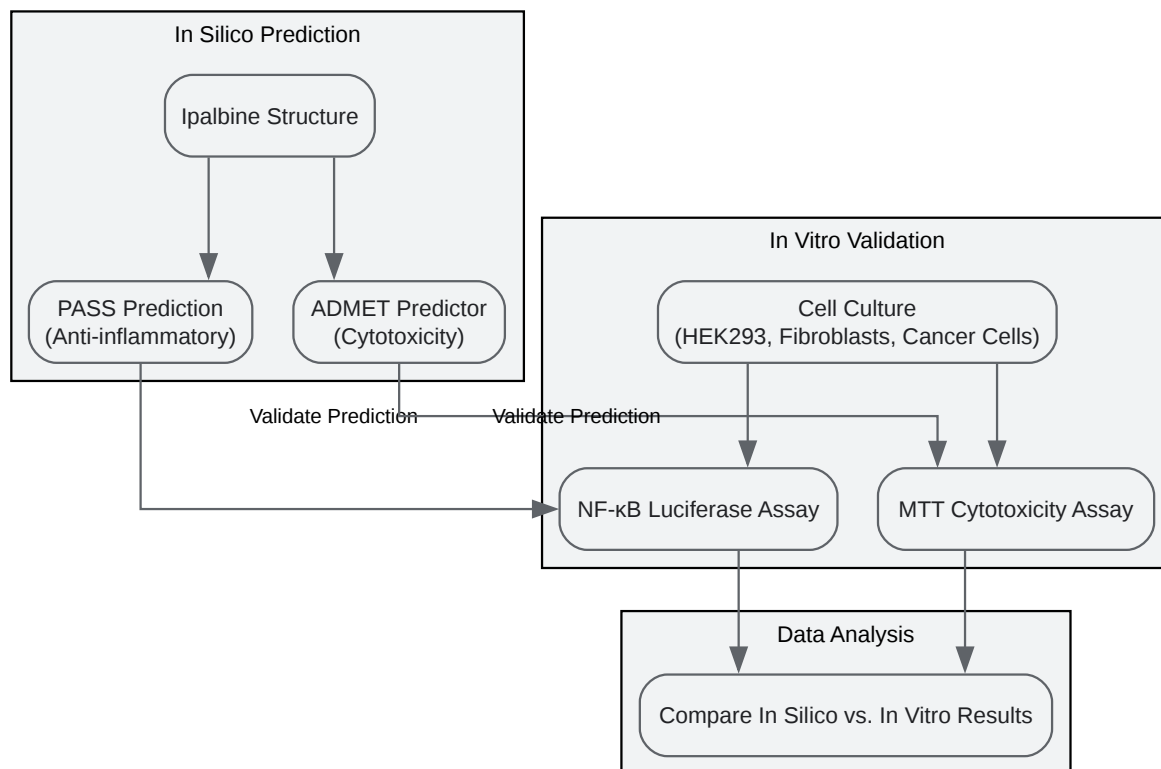 In Silico Prediction
Ipalbine Structure
PASS Prediction
(Anti-inflammatory)
ADMET Predictor
(Cytotoxicity)
In Vitro Validation
Cell Culture
(HEK293, Fibroblasts, Cancer Cells)
Validate Prediction
Validate Prediction
NF-κB Luciferase Assay
MTT Cytotoxicity Assay
Data Analysis
Compare In Silico vs. In Vitro Results